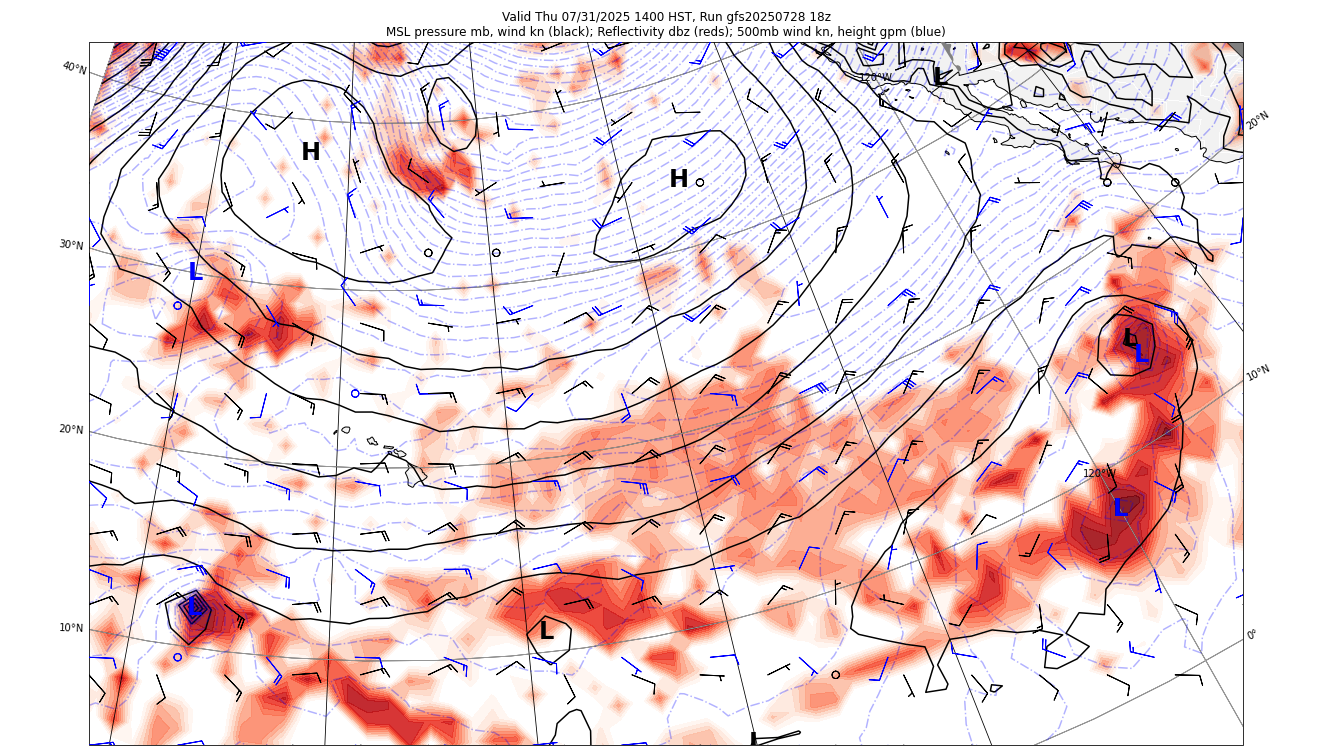 Valid Thu 07/31/2025 1400 HST, Run gfs20250728 18z
MSL pressure mb, wind kn (black); Reflectivity dbz (reds); 500mb wind kn, height gpm (blue)
40°N
120°W
L
20°N
H
H
30°N
L
L
L
10°N
20°N
120°W
L
L
10°N
L
0°
L